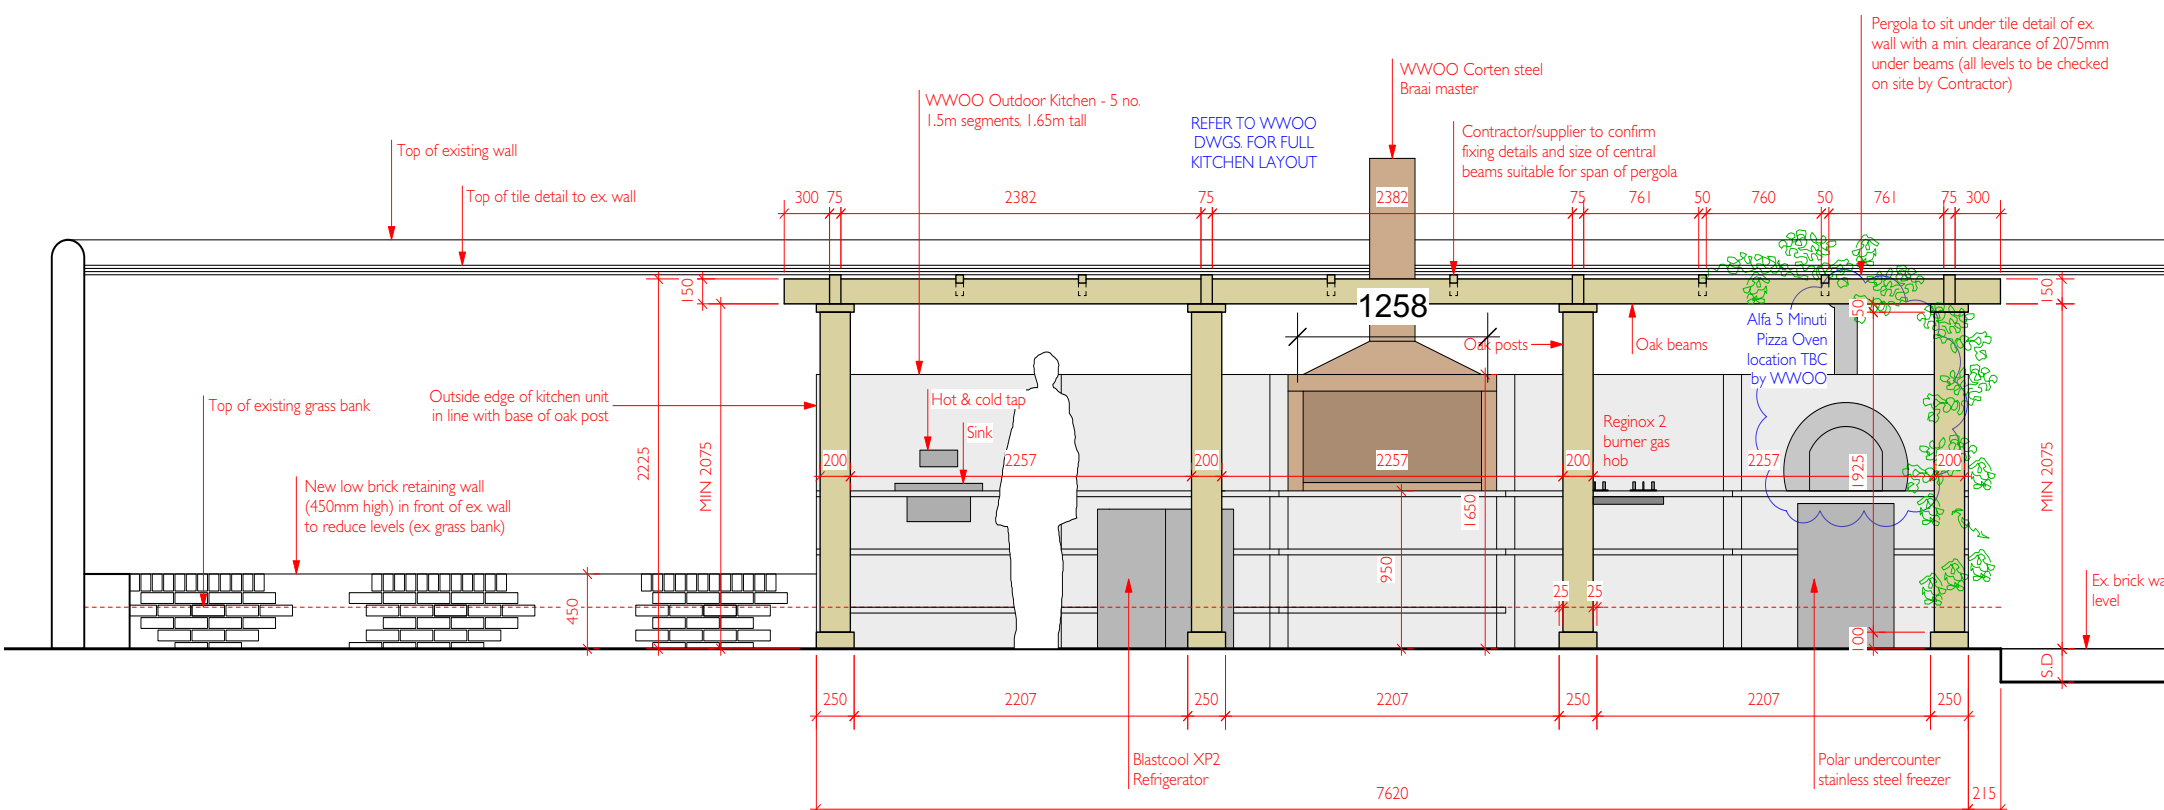 Pergola to sit under tile detail of ex.
wall with a min. clearance of 2075mm
under beams (all levels to be checked
on site by Contractor)
WWOO Corten steel
Braai master
WWOO Outdoor Kitchen - 5 no.
1.5m segments, 1.65m tall
REFER TO WWOO
DWGS. FOR FULL
KITCHEN LAYOUT
Contractor/supplier to confirm
fixing details and size of central
beams suitable for span of pergola
Top of existing wall
Top of tile detail to ex. wall
300 75 2382 75 2382 75 761 50 760 50 761 75 300
150
150
1258
50
Alfa 5 Minuti
Pizza Oven
location TBC
by WWOO
Oak posts
Oak beams
Outside edge of kitchen unit
in line with base of oak post
Top of existing grass bank
Hot & cold tap
Sink
Reginox 2
burner gas
hob
2225
MIN 2075
200 2257 200 2257 200 2257 200
1925
MIN 2075
New low brick retaining wall
(450mm high) in front of ex. wall
to reduce levels (ex. grass bank)
1650
950
450
25 25
100
Ex. brick wa
level
S.D
250 2207 250 2207 250 2207 250
Blastcool XP2
Refrigerator
Polar undercounter
stainless steel freezer
7620 215